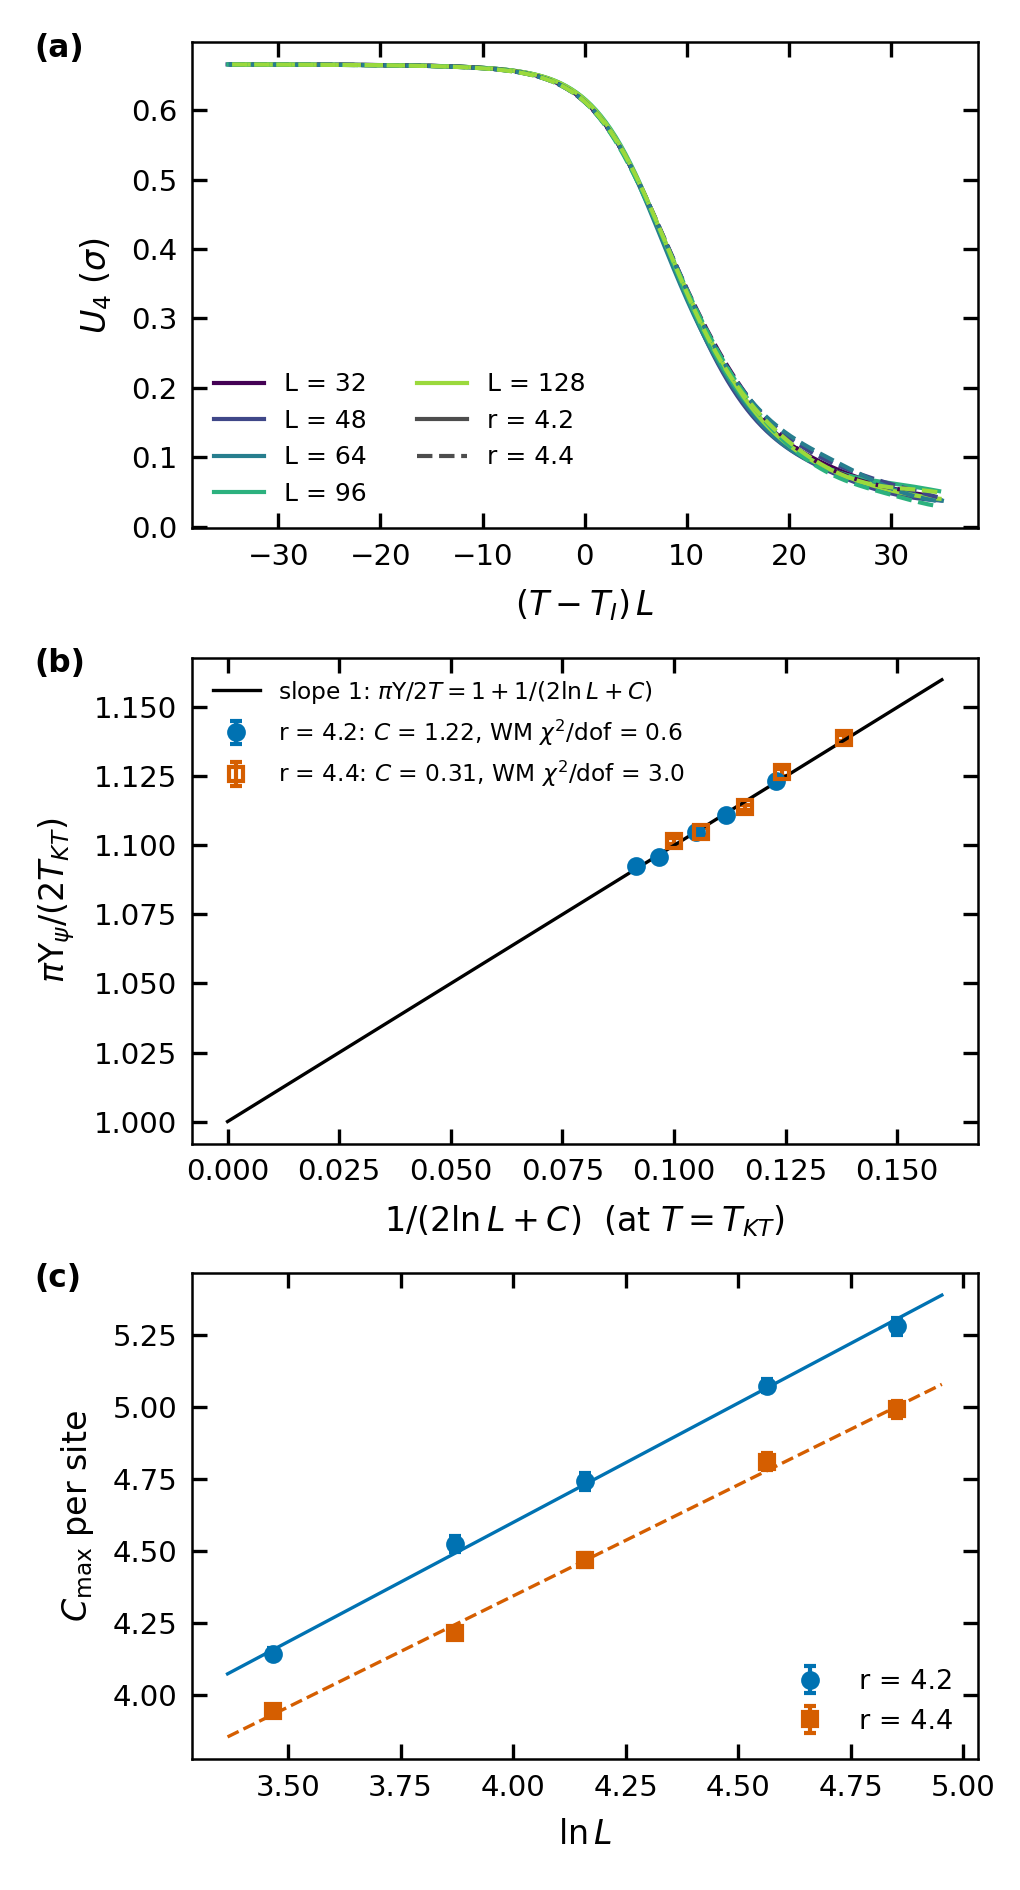 (a)
U₄ (σ)
0.6
0.5
0.4
0.3
0.2
0.1
0.0
L = 32
L = 48
L = 64
L = 96
L = 128
r = 4.2
r = 4.4
−30 −20 −10 0 10 20 30
(T − T_I) L
(b)
πΥ_ψ/(2T_KT)
1.150
1.125
1.100
1.075
1.050
1.025
1.000
slope 1: πΥ/2T = 1 + 1/(2 ln L + C)
r = 4.2: C = 1.22, WM χ²/dof = 0.6
r = 4.4: C = 0.31, WM χ²/dof = 3.0
0.000 0.025 0.050 0.075 0.100 0.125 0.150
1/(2 ln L + C) (at T = T_KT)
(c)
C_max per site
5.25
5.00
4.75
4.50
4.25
4.00
r = 4.2
r = 4.4
3.50 3.75 4.00 4.25 4.50 4.75 5.00
ln L